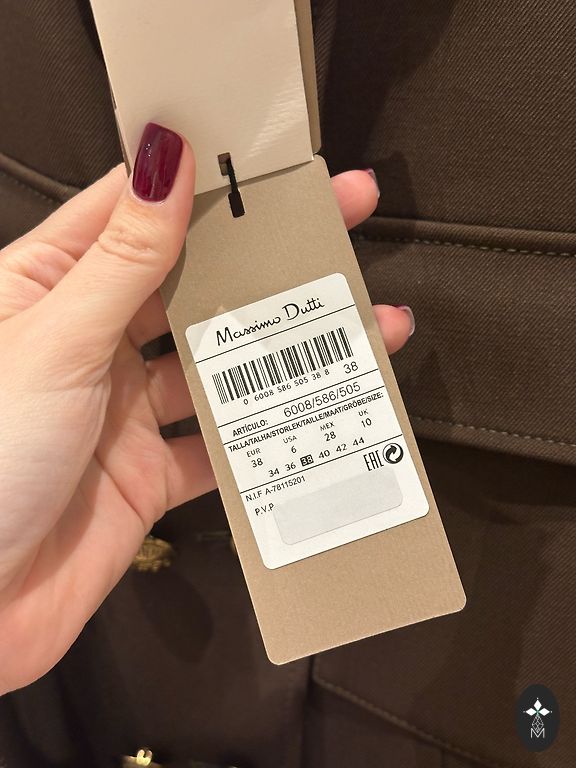 Massimo Dutti
0 6008 586 505 38 8
38
ARTÍCULO: 6008/586/505
TALLA/TALHA/STORLEK/TAILLE/MAAT/GRÖBE/SIZE:
EUR USA MEX UK
38 6 28 10
34 36 38 40 42 44
N.I.F A-78115201
EAC
P.V.P
M